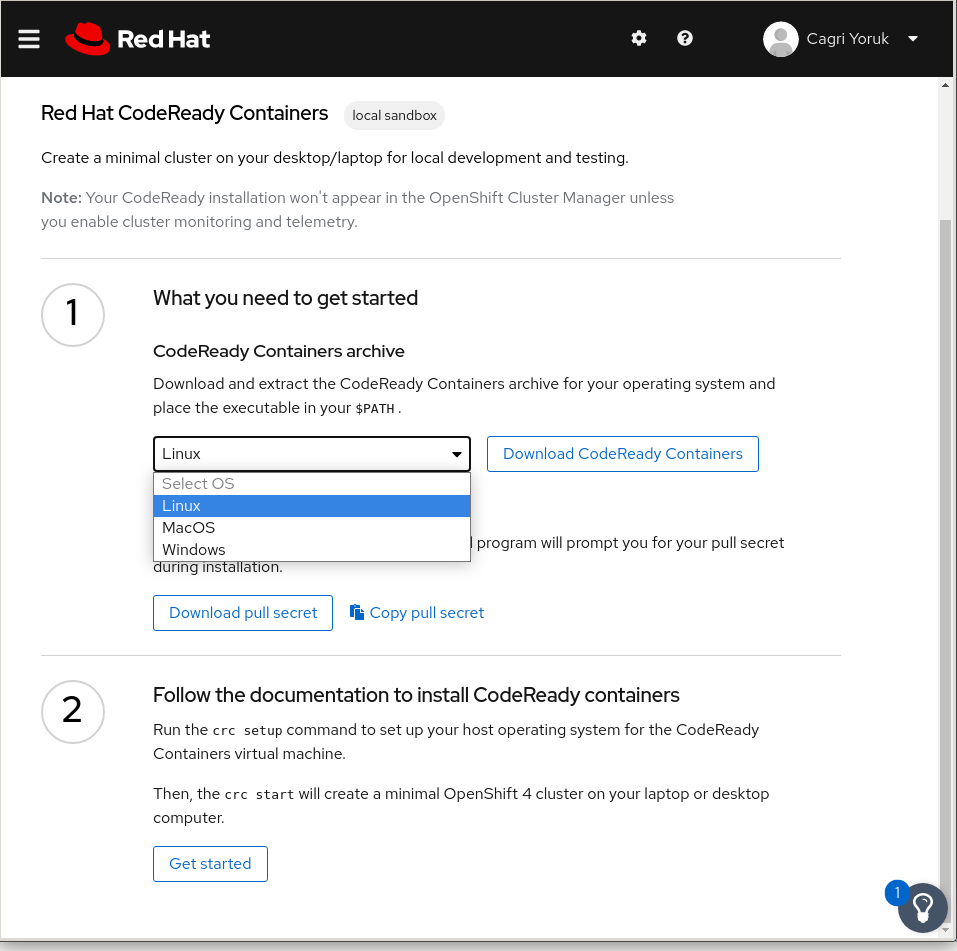 Red Hat
Cagri Yoruk
Red Hat CodeReady Containers local sandbox
Create a minimal cluster on your desktop/laptop for local development and testing.
Note: Your CodeReady installation won't appear in the OpenShift Cluster Manager unless
you enable cluster monitoring and telemetry.
1
What you need to get started
CodeReady Containers archive
Download and extract the CodeReady Containers archive for your operating system and
place the executable in your $PATH .
Linux
Download CodeReady Containers
Select OS
Linux
MacOS
Windows
program will prompt you for your pull secret
during installation.
Download pull secret
Copy pull secret
2
Follow the documentation to install CodeReady containers
Run the crc setup command to set up your host operating system for the CodeReady
Containers virtual machine.
Then, the crc start will create a minimal OpenShift 4 cluster on your laptop or desktop
computer.
Get started
1